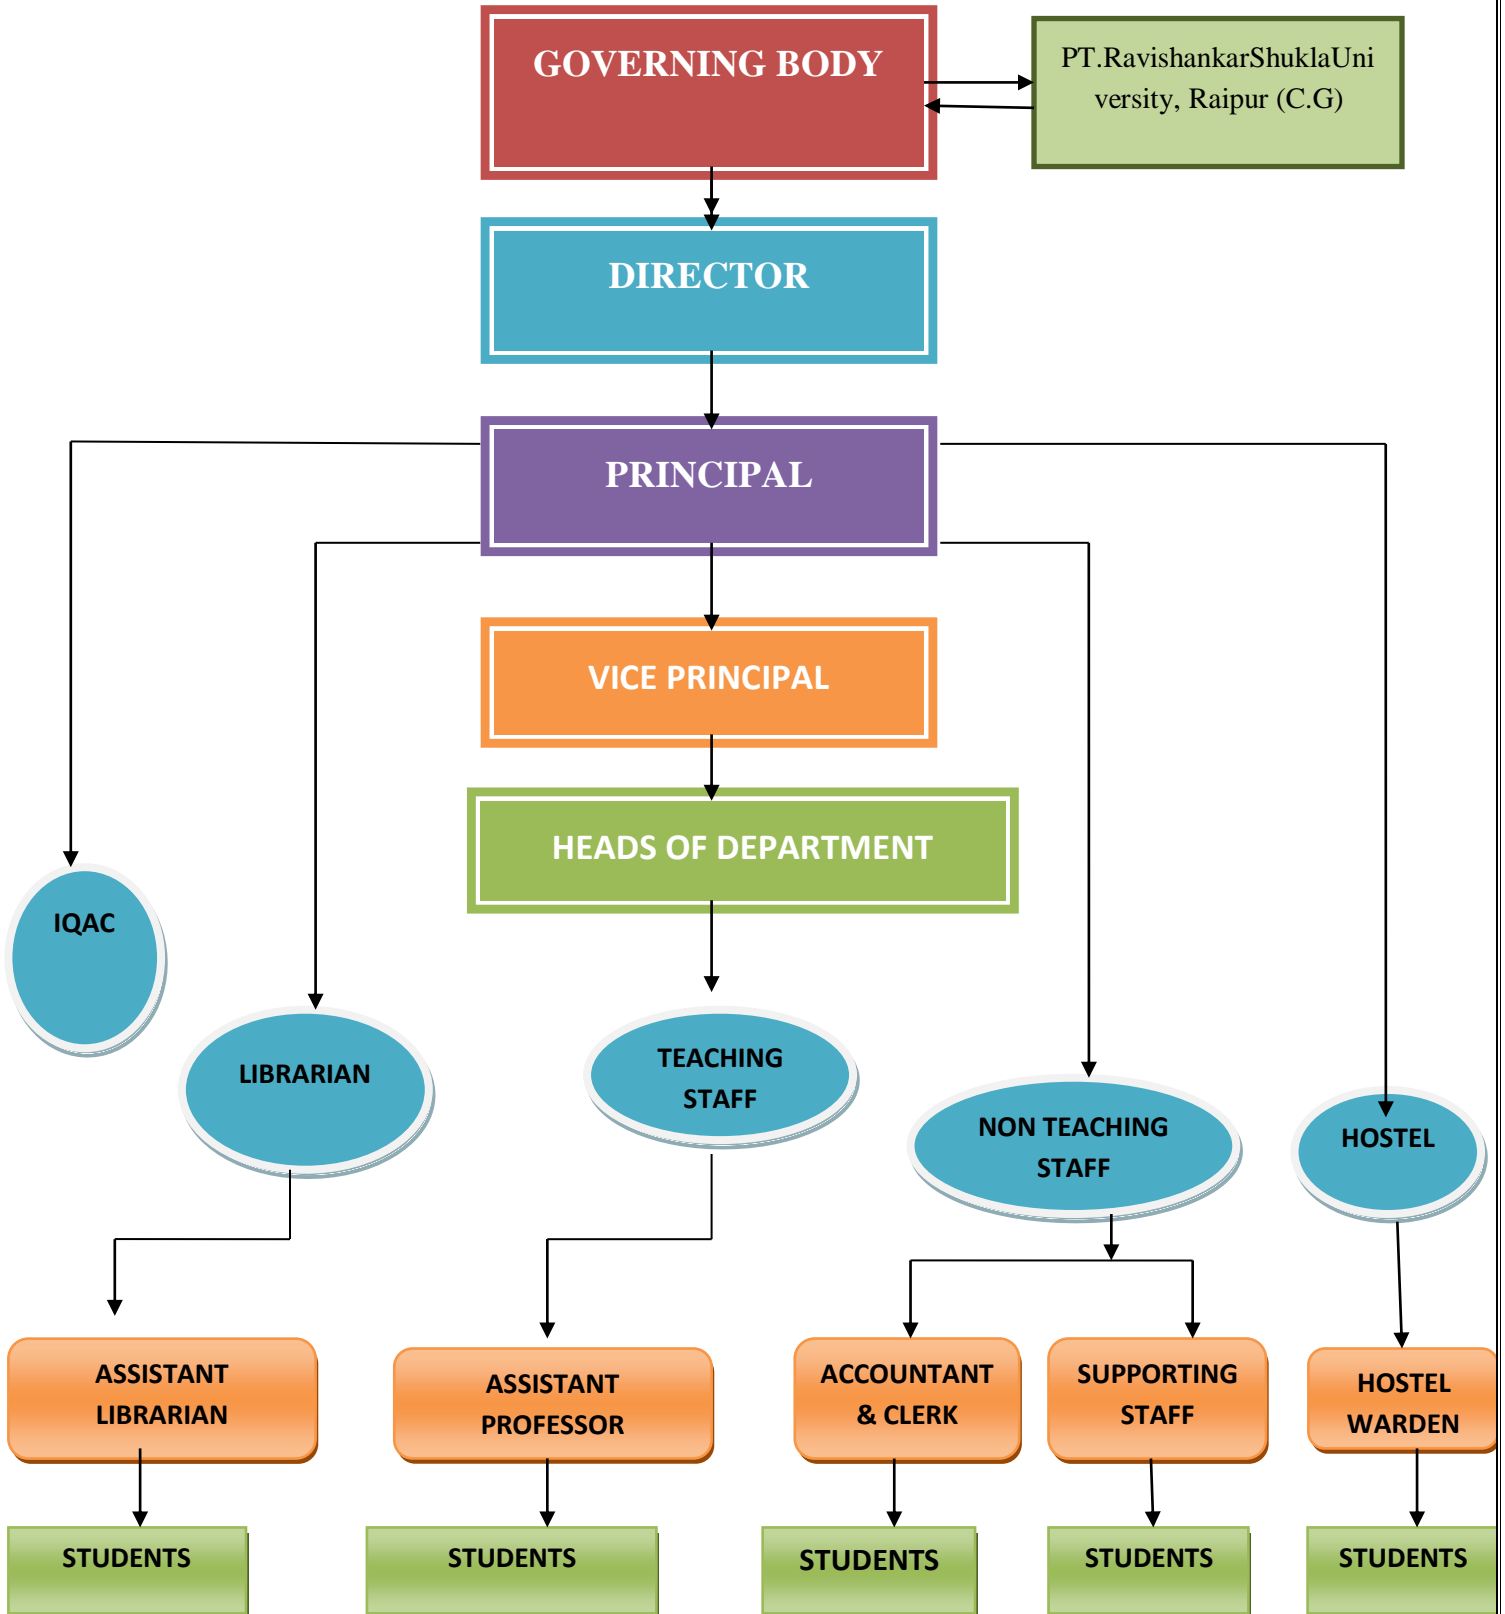 GOVERNING BODY
PT.RavishankarShuklaUni
versity, Raipur (C.G)
DIRECTOR
PRINCIPAL
VICE PRINCIPAL
HEADS OF DEPARTMENT
IQAC
LIBRARIAN
TEACHING
STAFF
NON TEACHING
STAFF
HOSTEL
ASSISTANT
LIBRARIAN
ASSISTANT
PROFESSOR
ACCOUNTANT
& CLERK
SUPPORTING
STAFF
HOSTEL
WARDEN
STUDENTS
STUDENTS
STUDENTS
STUDENTS
STUDENTS